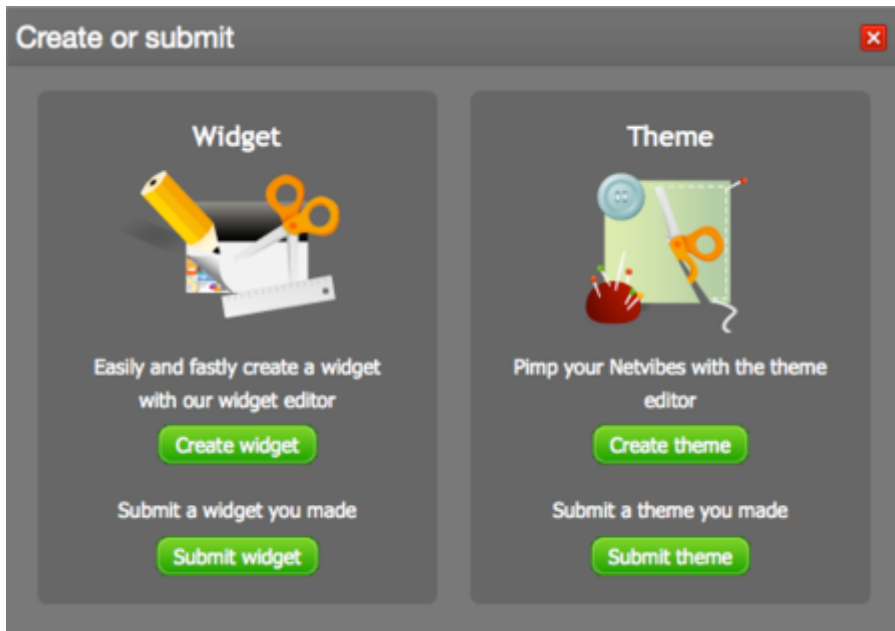 Create or submit
Widget
Easily and fastly create a widget
with our widget editor
Create widget
Submit a widget you made
Submit widget
Theme
Pimp your Netvibes with the theme
editor
Create theme
Submit a theme you made
Submit theme